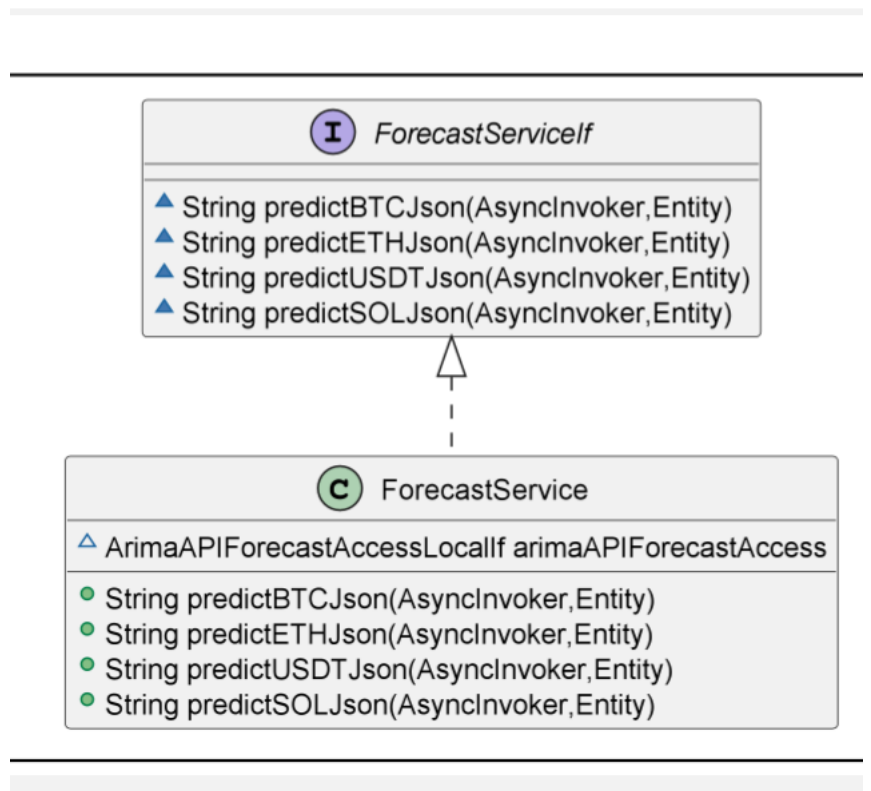 I ForecastServiceIf
String predictBTCJson(AsyncInvoker,Entity)
String predictETHJson(AsyncInvoker,Entity)
String predictUSDTJson(AsyncInvoker,Entity)
String predictSOLJson(AsyncInvoker,Entity)
C ForecastService
ArimaAPIForecastAccessLocalIf arimaAPIForecastAccess
String predictBTCJson(AsyncInvoker,Entity)
String predictETHJson(AsyncInvoker,Entity)
String predictUSDTJson(AsyncInvoker,Entity)
String predictSOLJson(AsyncInvoker,Entity)